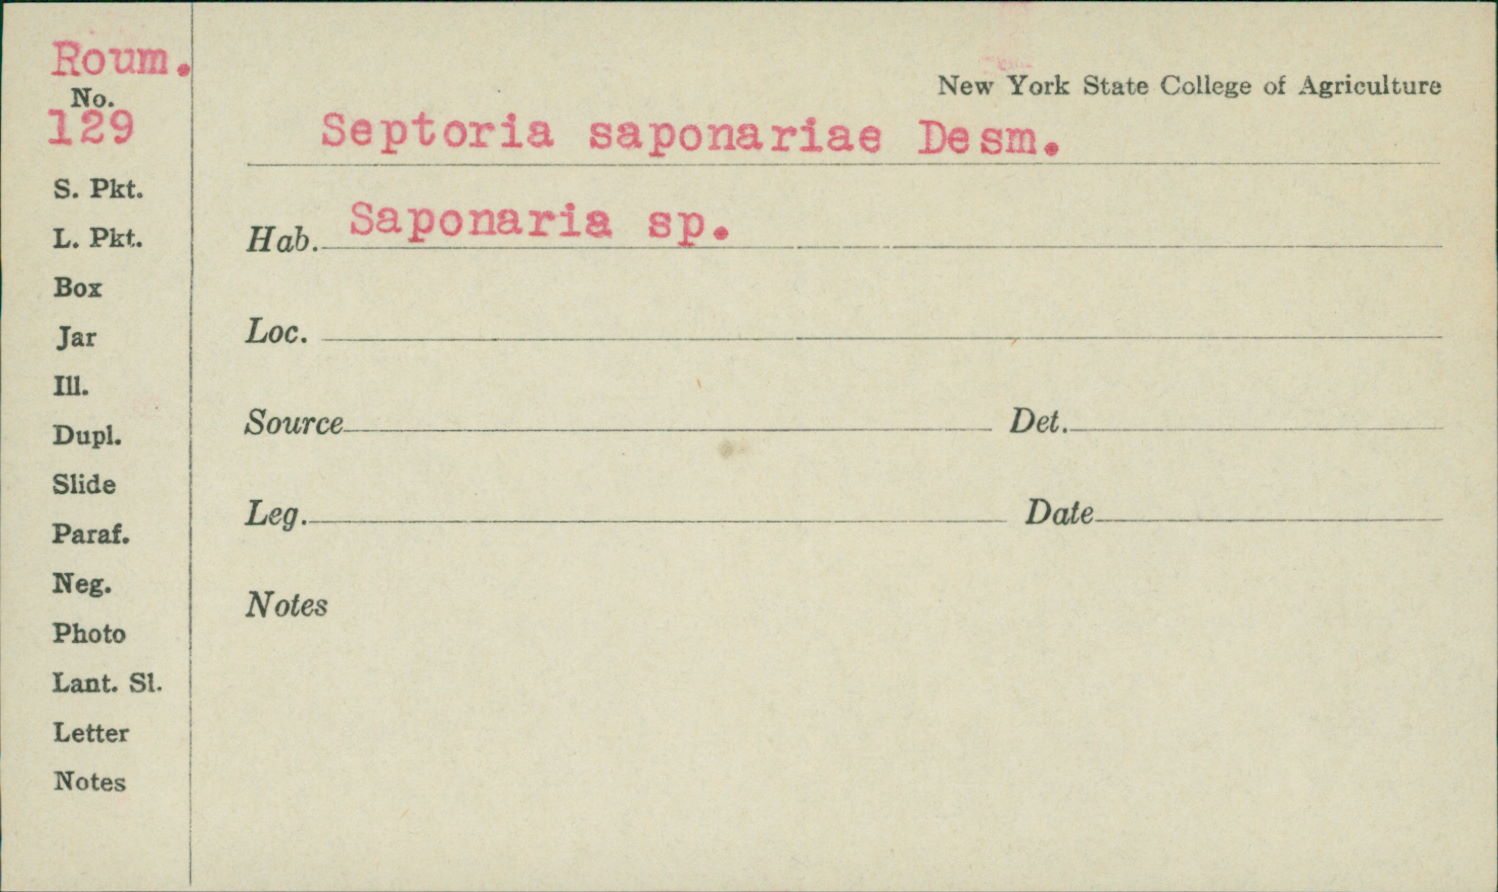 Roum.
No.
129
S. Pkt.
L. Pkt.
Box
Jar
Ill.
Dupl.
Slide
Paraf.
Neg.
Photo
Lant. Sl.
Letter
Notes
New York State College of Agriculture
Septoria saponariae Desm.
Hab. Saponaria sp.
Loc.
Source Det.
Leg. Date
Notes